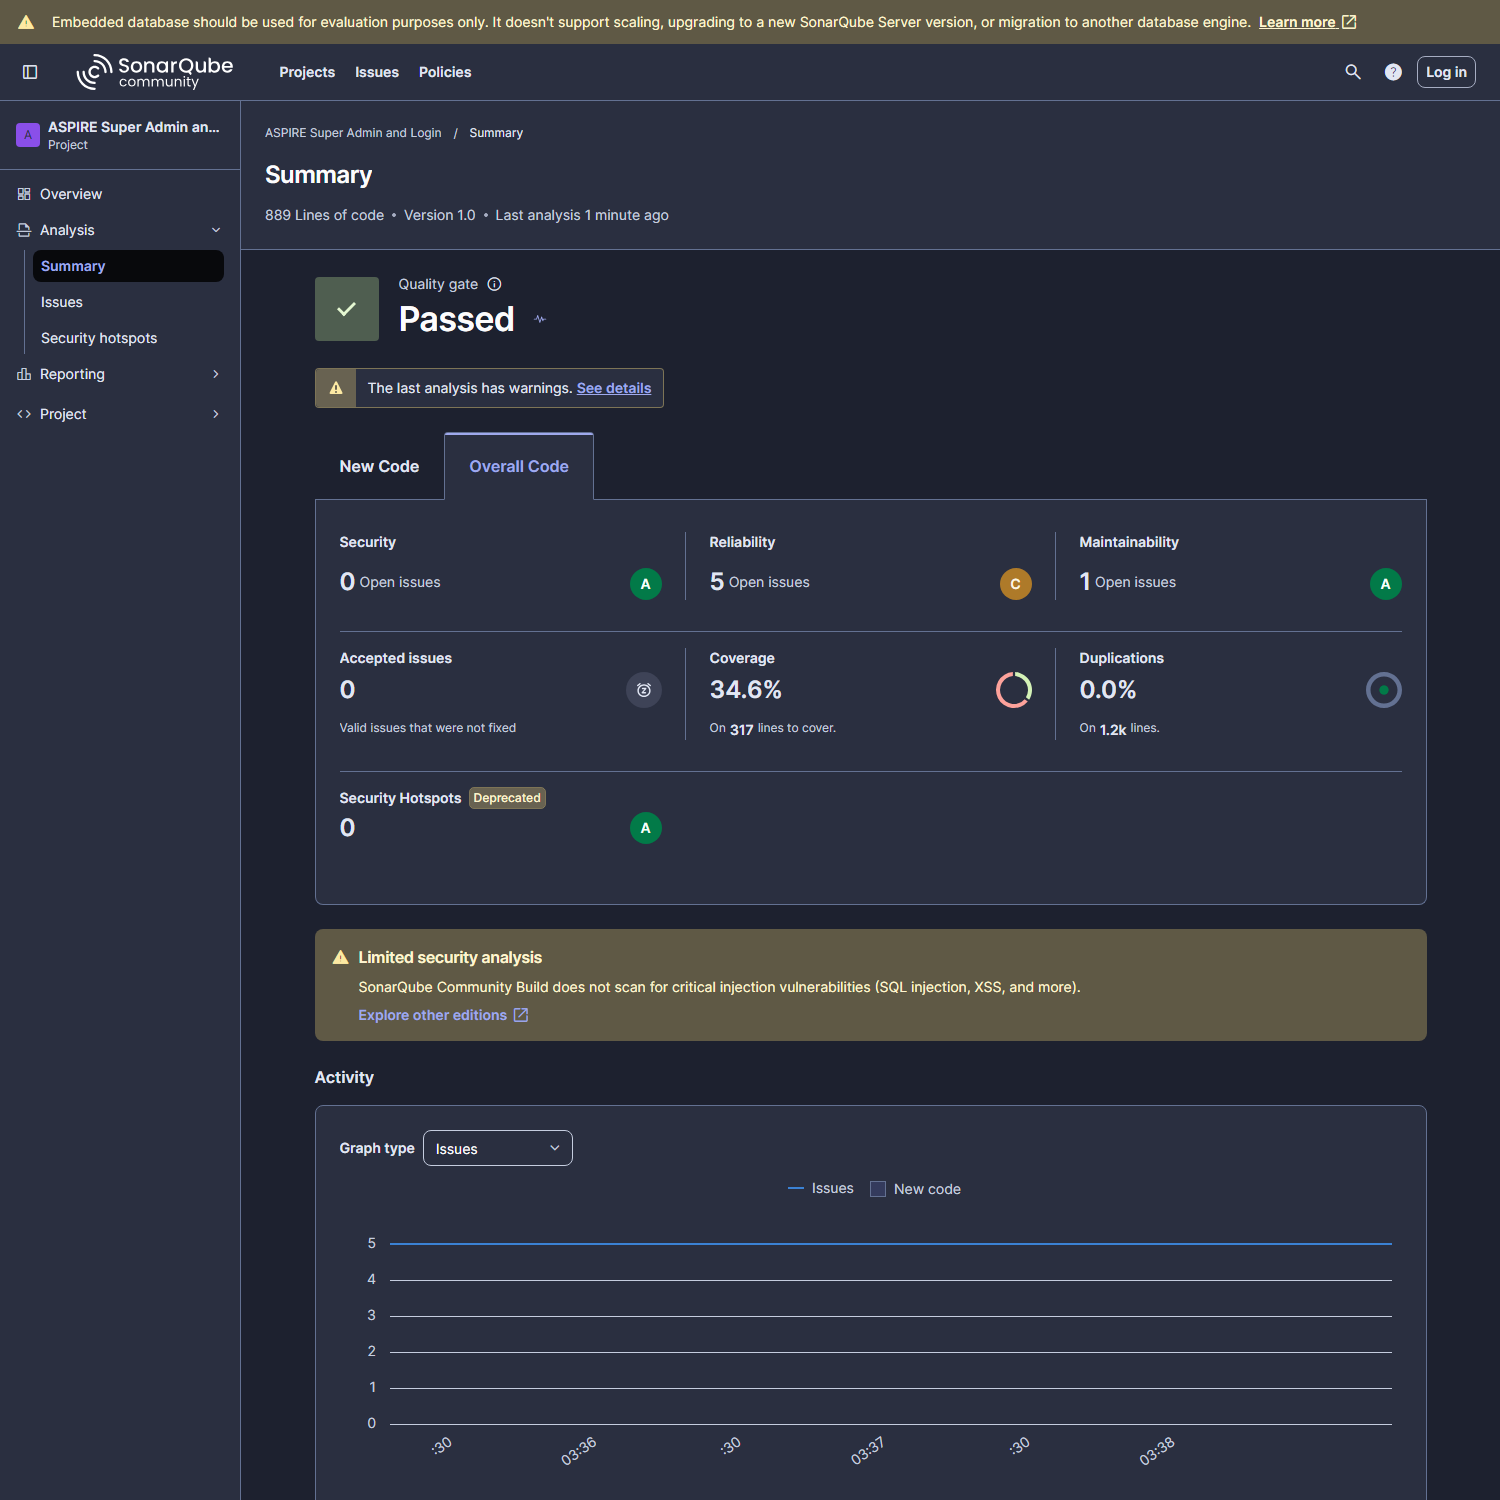 Embedded database should be used for evaluation purposes only. It doesn't support scaling, upgrading to a new SonarQube Server version, or migration to another database engine. Learn more
SonarQube community
Projects Issues Policies
? Log in
A ASPIRE Super Admin an...
Project
Overview
Analysis
Summary
Issues
Security hotspots
Reporting
Project
ASPIRE Super Admin and Login / Summary
Summary
889 Lines of code • Version 1.0 • Last analysis 1 minute ago
Quality gate
Passed
The last analysis has warnings. See details
New Code Overall Code
Security
0 Open issues A
Reliability
5 Open issues C
Maintainability
1 Open issues A
Accepted issues
0
Valid issues that were not fixed
Coverage
34.6%
On 317 lines to cover.
Duplications
0.0%
On 1.2k lines.
Security Hotspots Deprecated
0 A
Limited security analysis
SonarQube Community Build does not scan for critical injection vulnerabilities (SQL injection, XSS, and more).
Explore other editions
Activity
Graph type Issues
Issues New code
5
4
3
2
1
0
:30 03:36 :30 03:37 :30 03:38